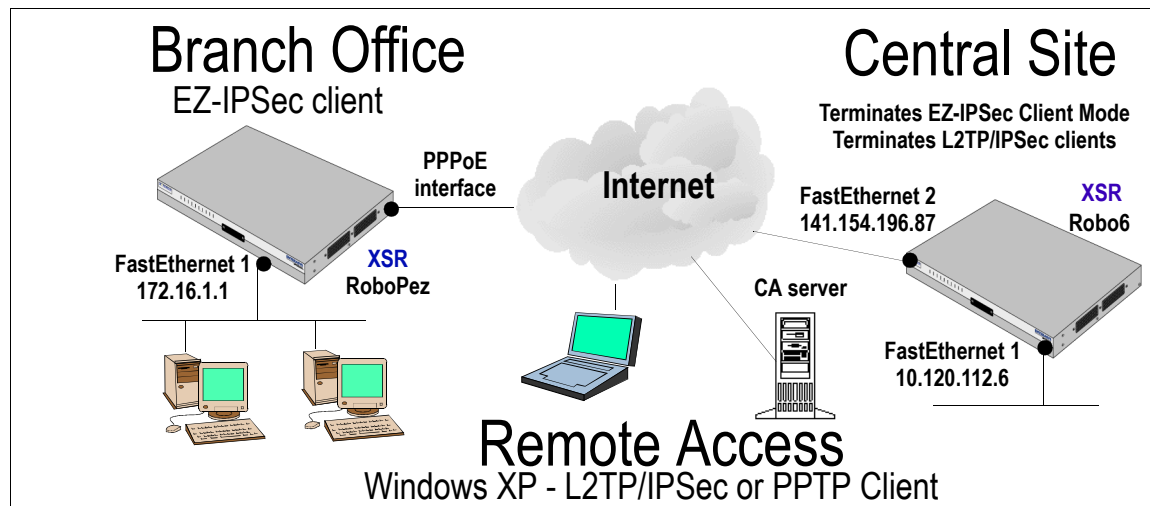 Branch Office
EZ-IPSec client
Central Site
Terminates EZ-IPSec Client Mode
Terminates L2TP/IPSec clients
PPPoE
interface
Internet
FastEthernet 2
141.154.196.87
XSR
Robo6
FastEthernet 1
172.16.1.1
XSR
RoboPez
CA server
FastEthernet 1
10.120.112.6
Remote Access
Windows XP - L2TP/IPSec or PPTP Client